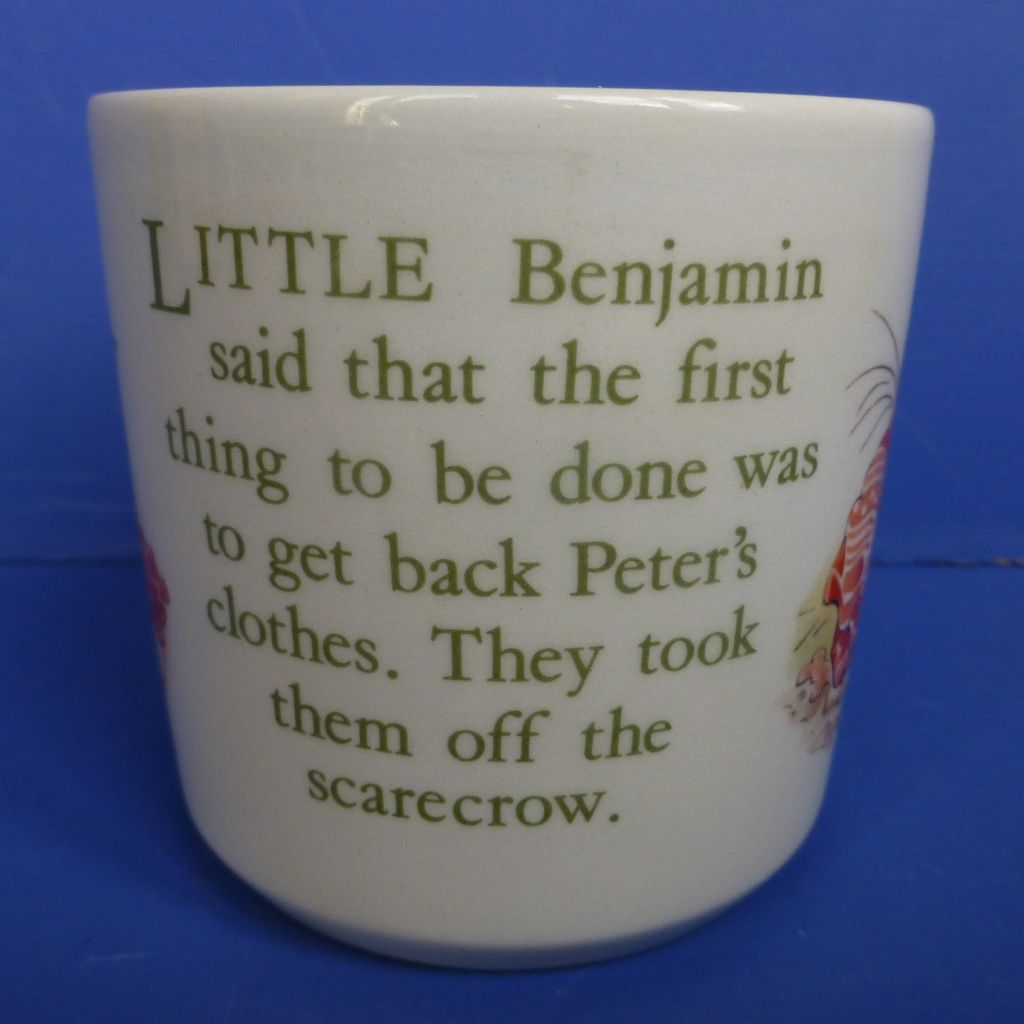 LITTLE Benjamin
said that the first
thing to be done was
to get back Peter's
clothes. They took
them off the
scarecrow.